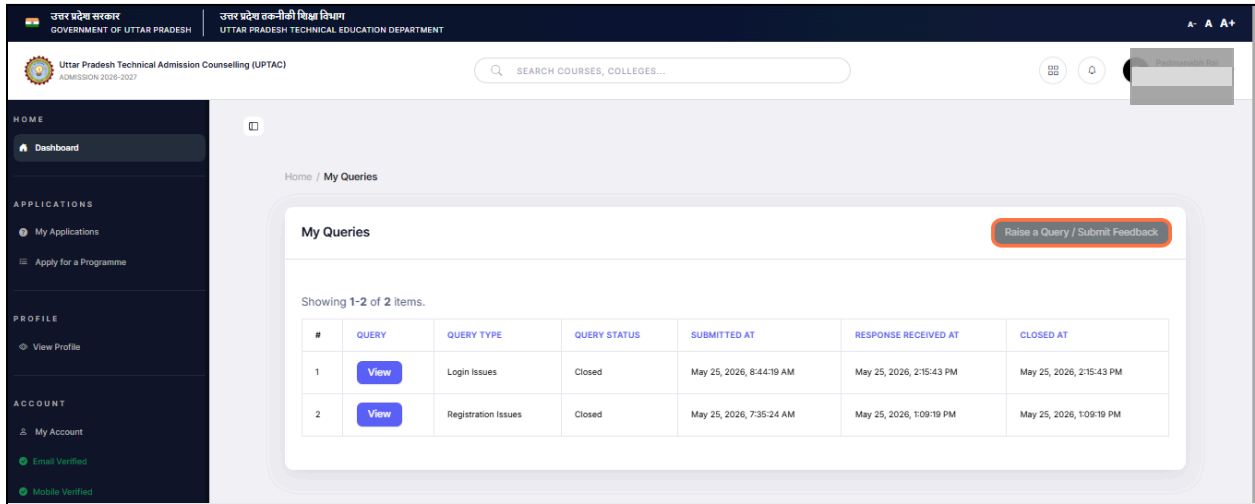 उत्तर प्रदेश सरकार
GOVERNMENT OF UTTAR PRADESH
उत्तर प्रदेश तकनीकी शिक्षा विभाग
UTTAR PRADESH TECHNICAL EDUCATION DEPARTMENT
A- A A+
Uttar Pradesh Technical Admission Counselling (UPTAC)
ADMISSION 2026-2027
SEARCH COURSES, COLLEGES...
HOME
Dashboard
APPLICATIONS
My Applications
Apply for a Programme
PROFILE
View Profile
ACCOUNT
My Account
Email Verified
Mobile Verified
Home / My Queries
My Queries
Raise a Query / Submit Feedback
Showing 1-2 of 2 items.
# QUERY QUERY TYPE QUERY STATUS SUBMITTED AT RESPONSE RECEIVED AT CLOSED AT
1 View Login Issues Closed May 25, 2026, 8:44:19 AM May 25, 2026, 2:15:43 PM May 25, 2026, 2:15:43 PM
2 View Registration Issues Closed May 25, 2026, 7:35:24 AM May 25, 2026, 1:09:19 PM May 25, 2026, 1:09:19 PM